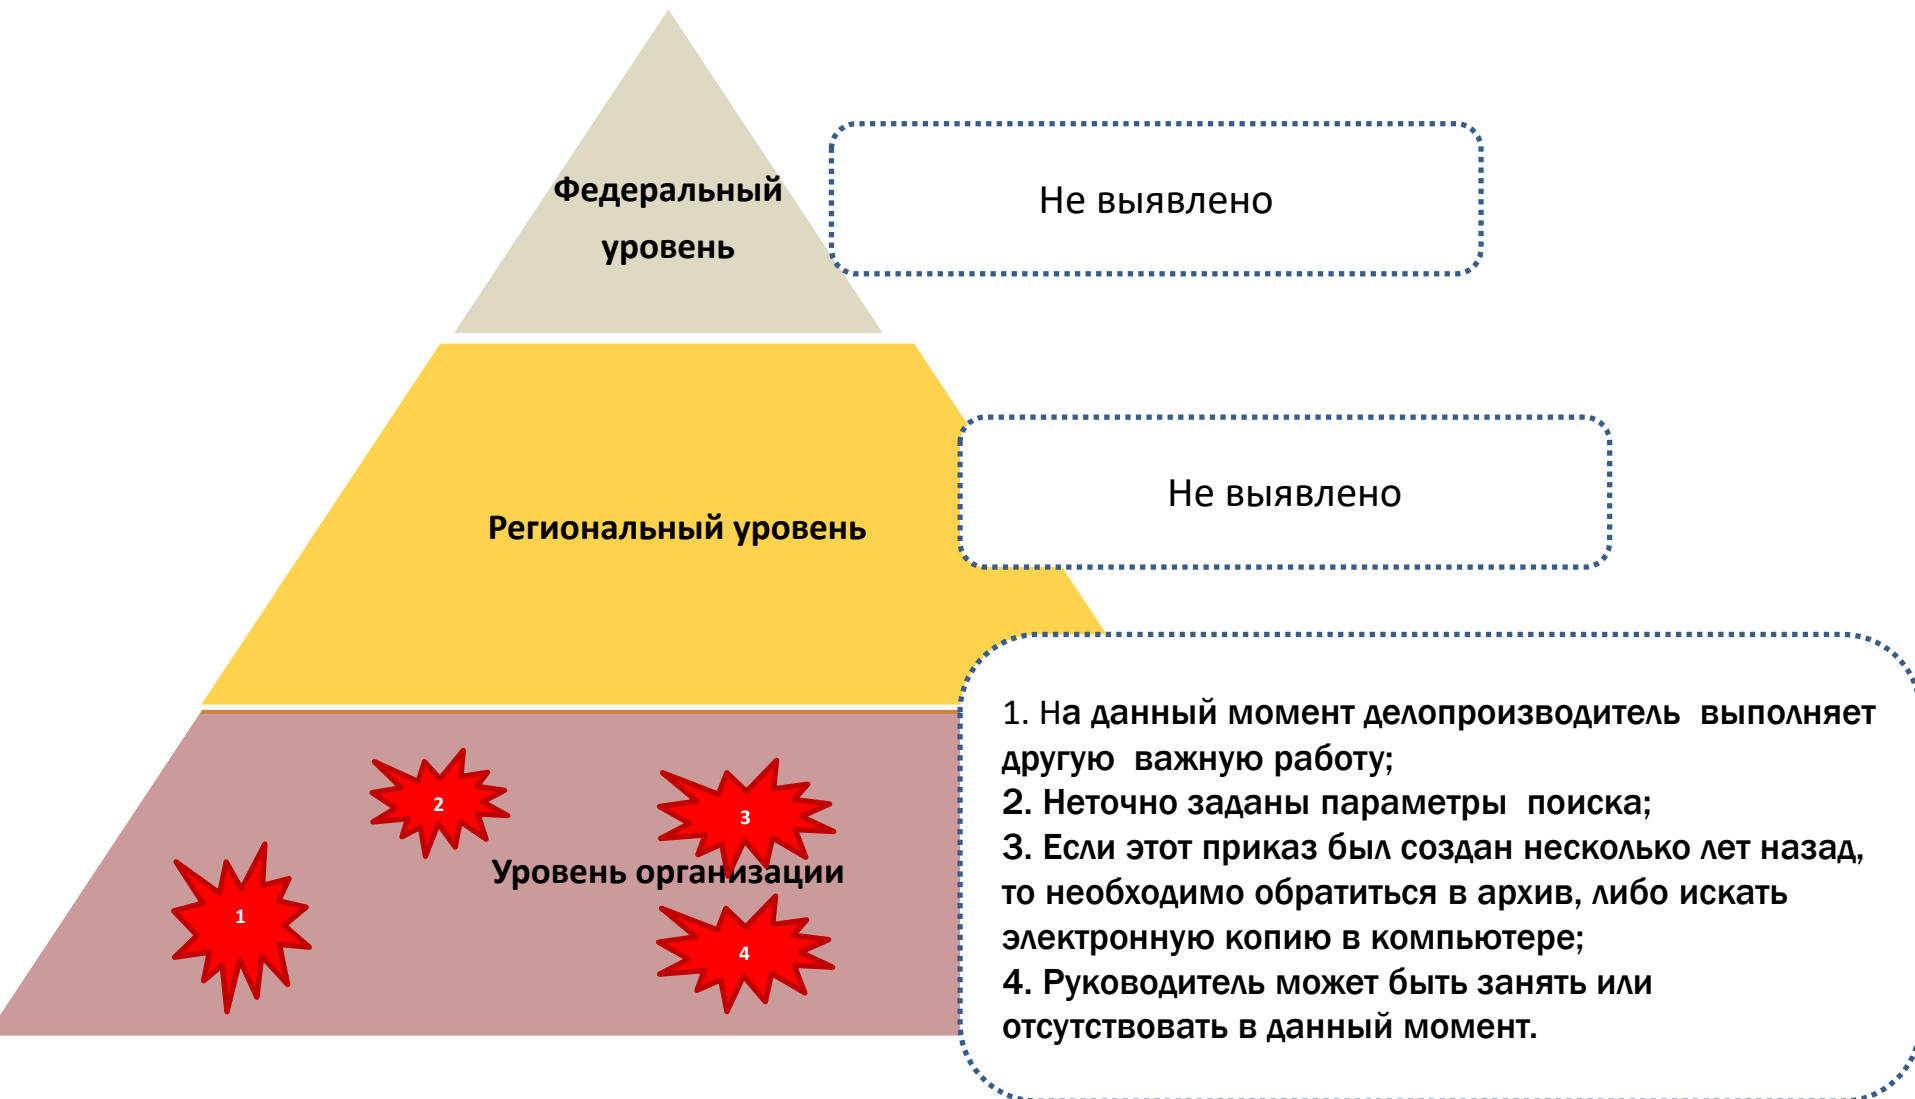 Федеральный
уровень
Не выявлено
Региональный уровень
Не выявлено
Уровень организации
1
2
3
4
1. На данный момент делопроизводитель выполняет
другую важную работу;
2. Неточно заданы параметры поиска;
3. Если этот приказ был создан несколько лет назад,
то необходимо обратиться в архив, либо искать
электронную копию в компьютере;
4. Руководитель может быть занять или
отсутствовать в данный момент.